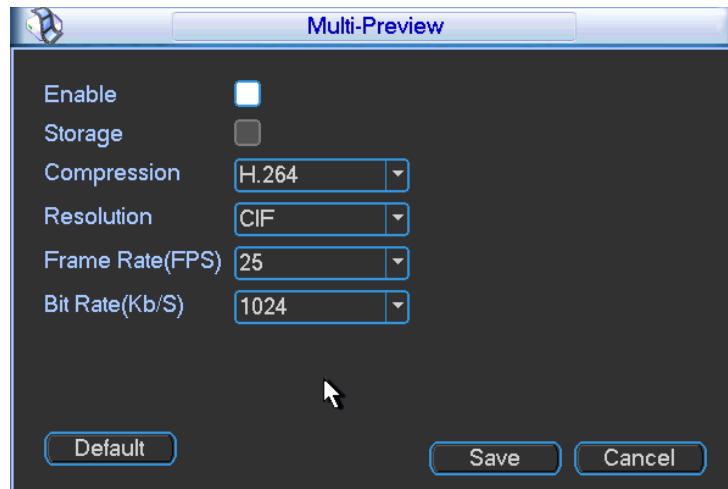 Multi-Preview
Enable
Storage
Compression H.264
Resolution CIF
Frame Rate(FPS) 25
Bit Rate(Kb/S) 1024
Default Save Cancel